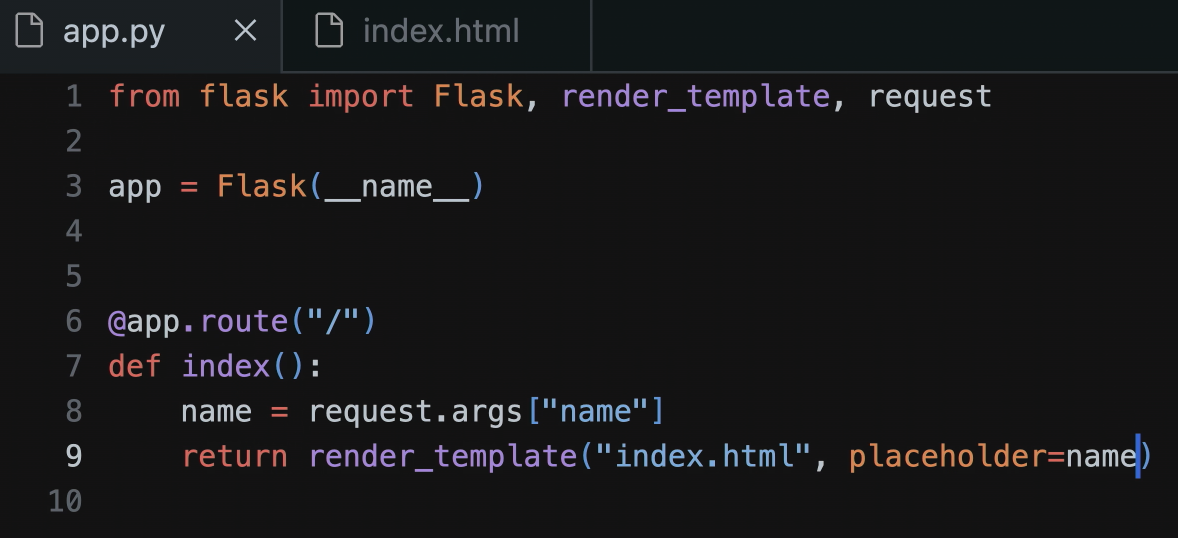 app.py
index.html
1 from flask import Flask, render_template, request
2
3 app = Flask(__name__)
4
5
6 @app.route("/")
7 def index():
8     name = request.args["name"]
9     return render_template("index.html", placeholder=name)
10